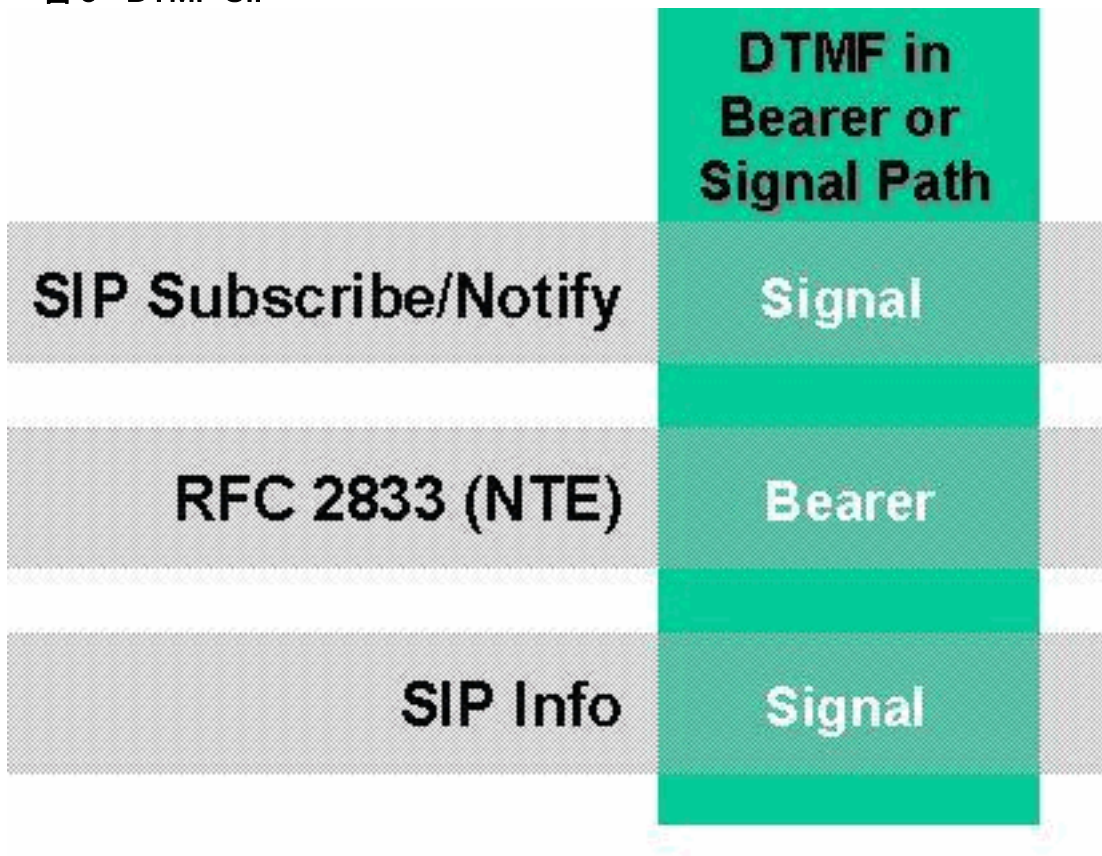 DTMF in
Bearer or
Signal Path
SIP Subscribe/Notify Signal
RFC 2833 (NTE) Bearer
SIP Info Signal